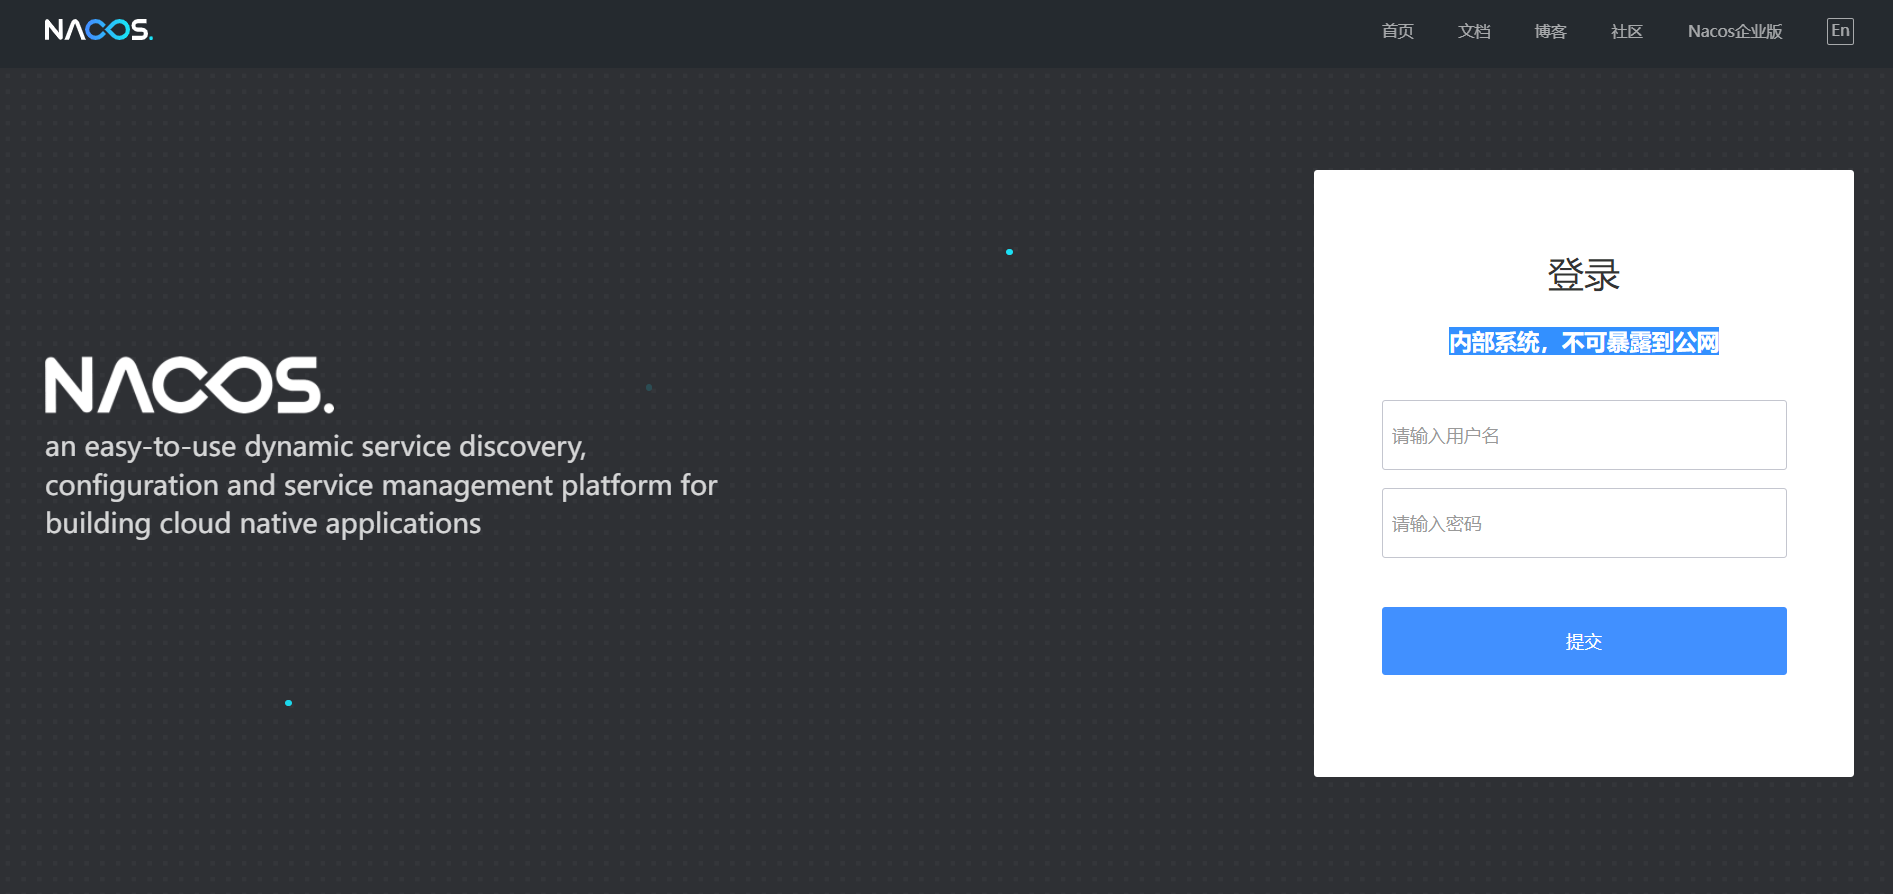 NACOS.
首页
文档
博客
社区
Nacos企业版
En
NACOS.
an easy-to-use dynamic service discovery,
configuration and service management platform for
building cloud native applications
登录
内部系统，不可暴露到公网
请输入用户名
请输入密码
提交